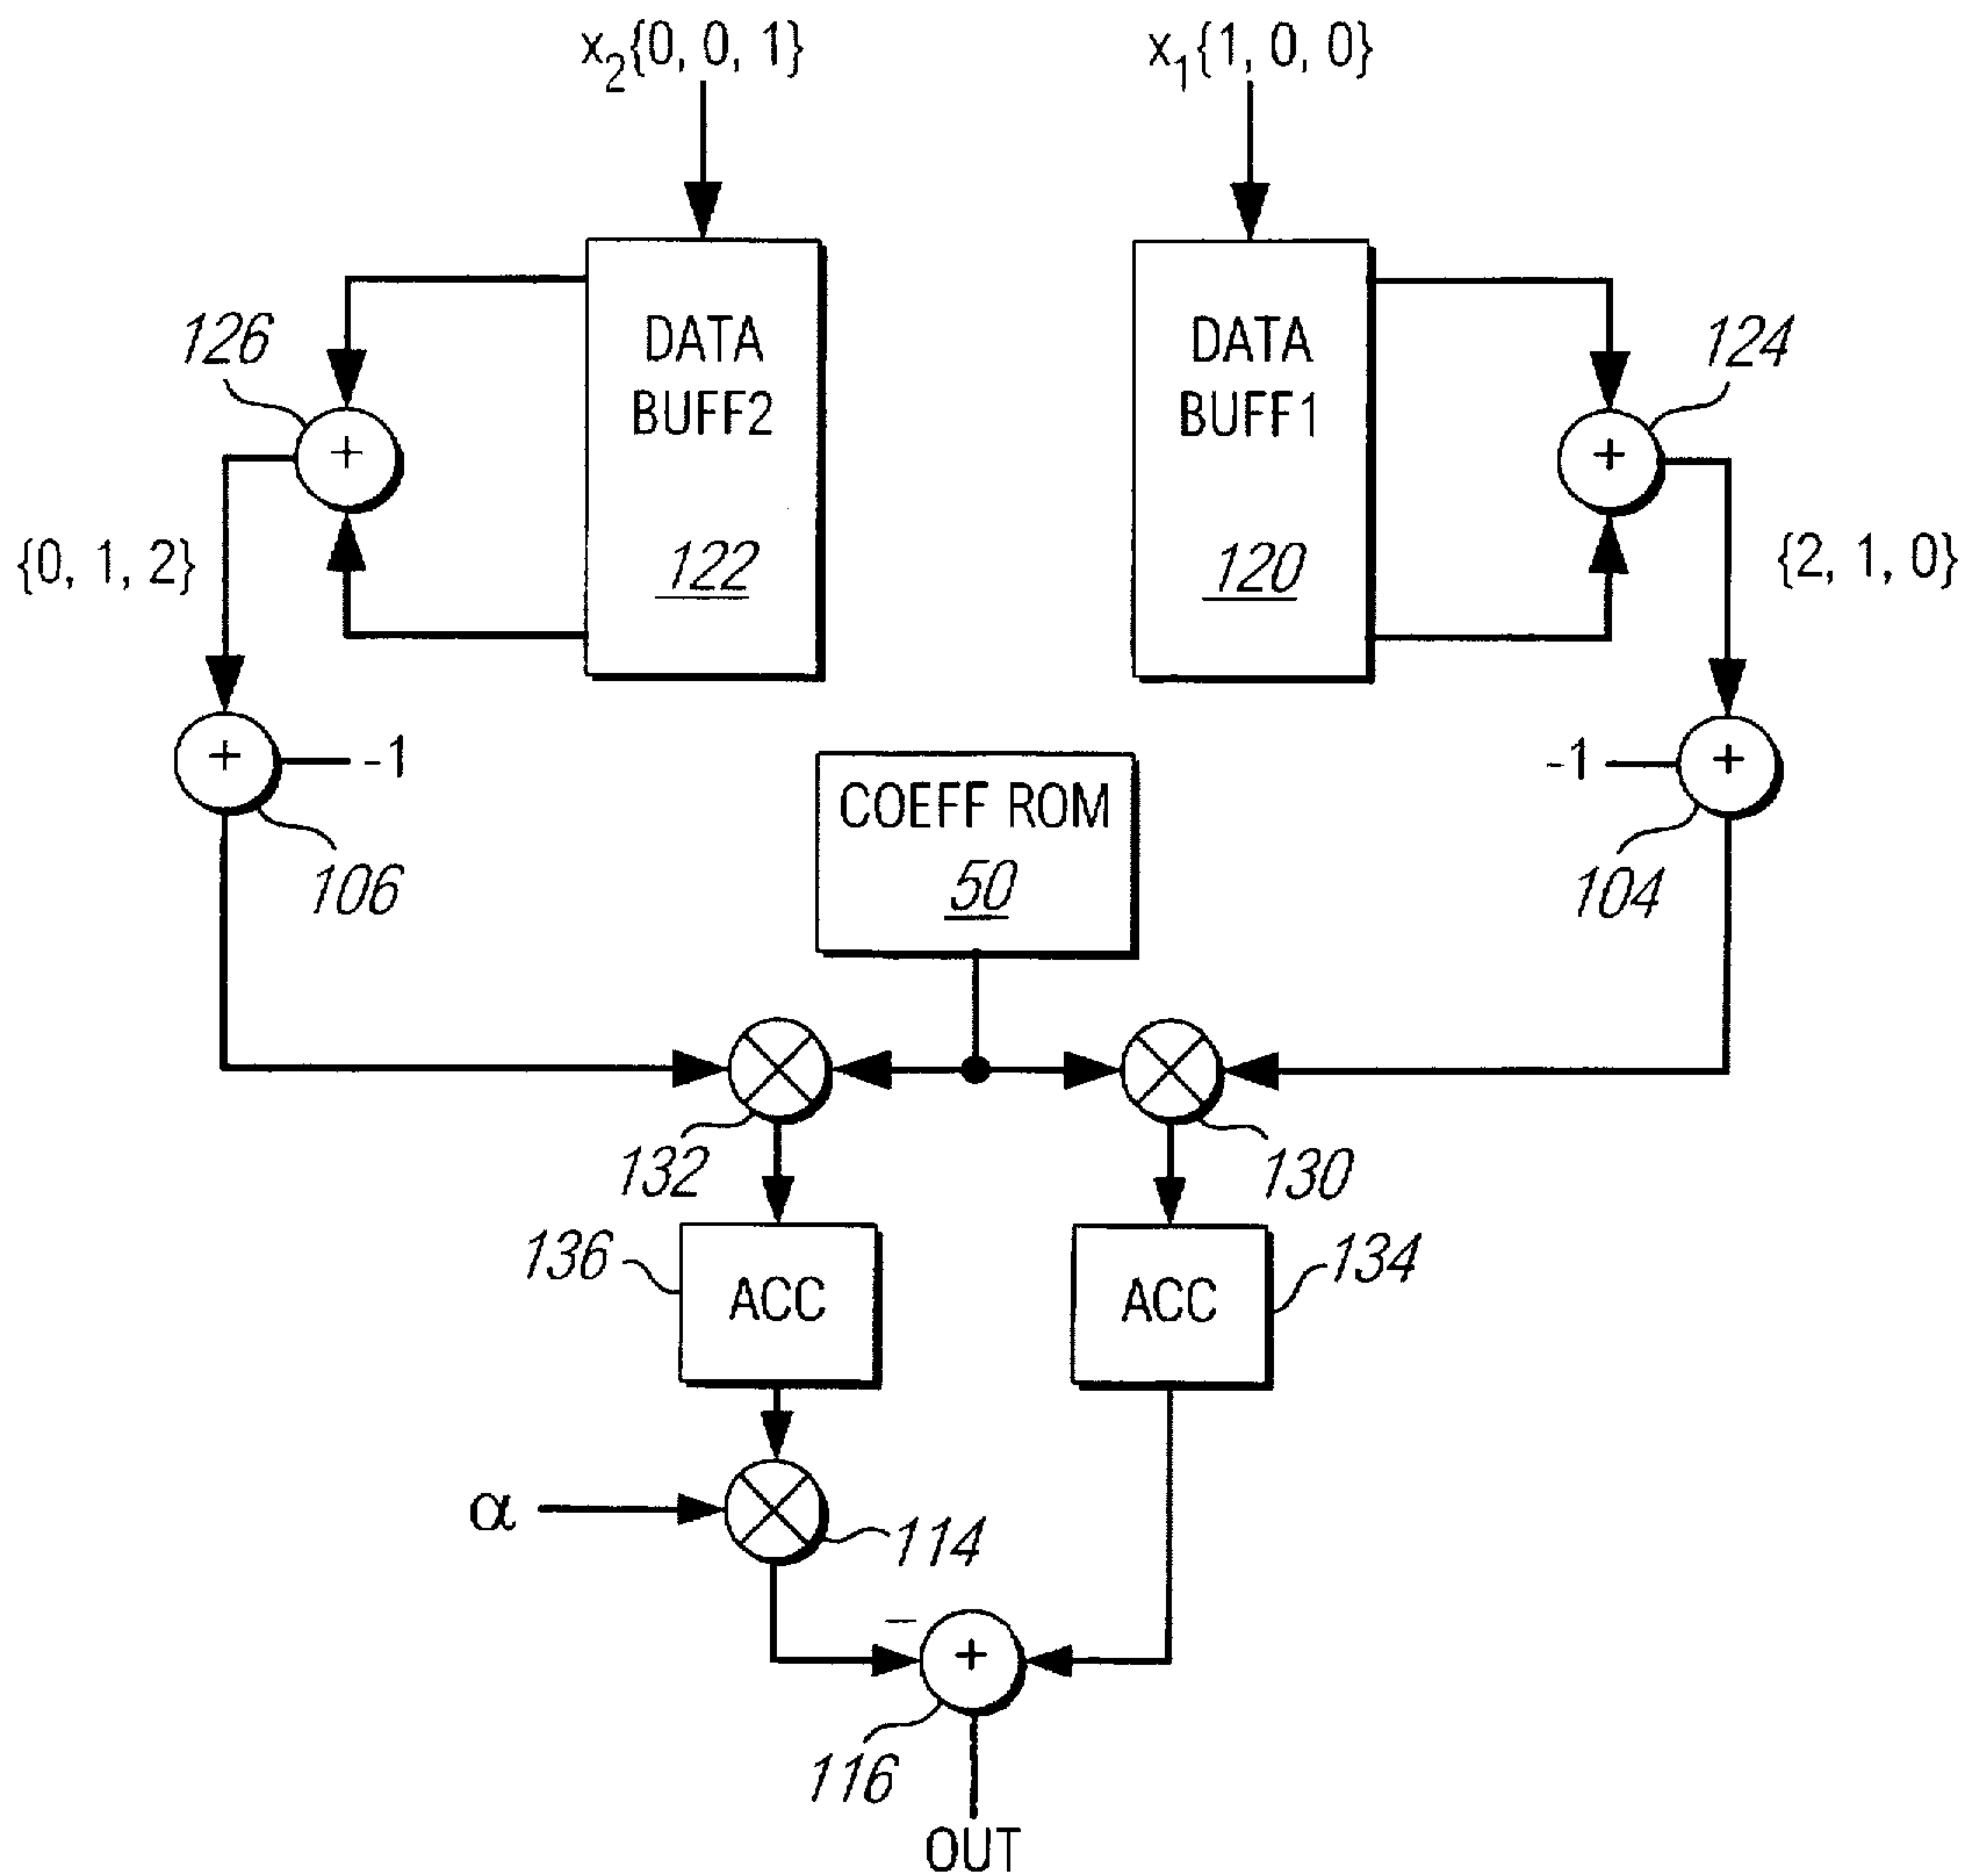 x2{0, 0, 1}
x1{1, 0, 0}
126
DATA
BUFF2
122
DATA
BUFF1
120
124
+
+
{0, 1, 2}
{2, 1, 0}
+
-1
-1
+
106
COEFF ROM
50
104
132
130
136
ACC
ACC
134
α
114
−
+
116
OUT